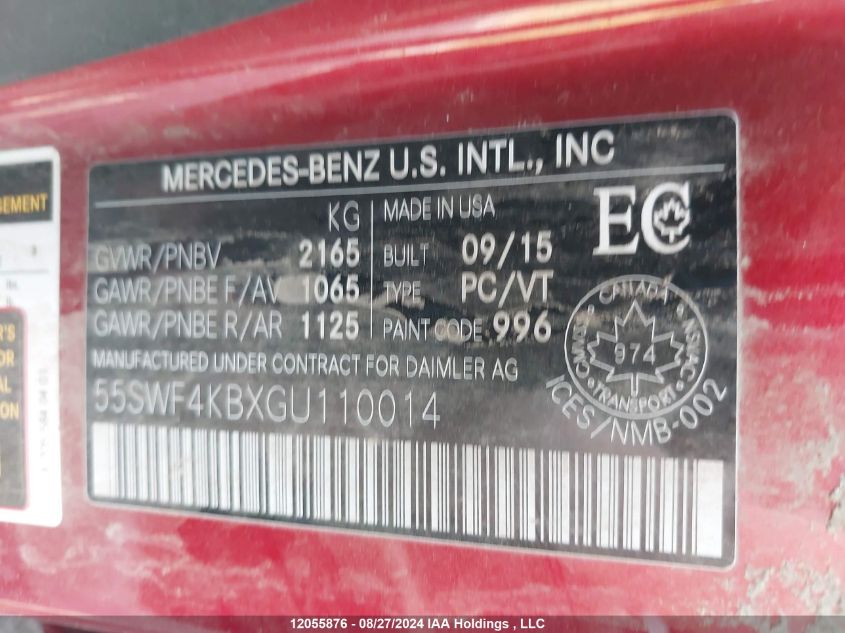 MERCEDES-BENZ U.S. INTL., INC
KG
GVWR/PNBV 2165
GAWR/PNBE F/AV 1065
GAWR/PNBE R/AR 1125
MADE IN USA
BUILT 09/15
TYPE PC/VT
PAINT CODE 996
EC
CANADA
TRANSPORT
974
ICES/NMB-002
MANUFACTURED UNDER CONTRACT FOR DAIMLER AG
55SWF4KBXGU110014
12055876 - 08/27/2024 IAA Holdings , LLC